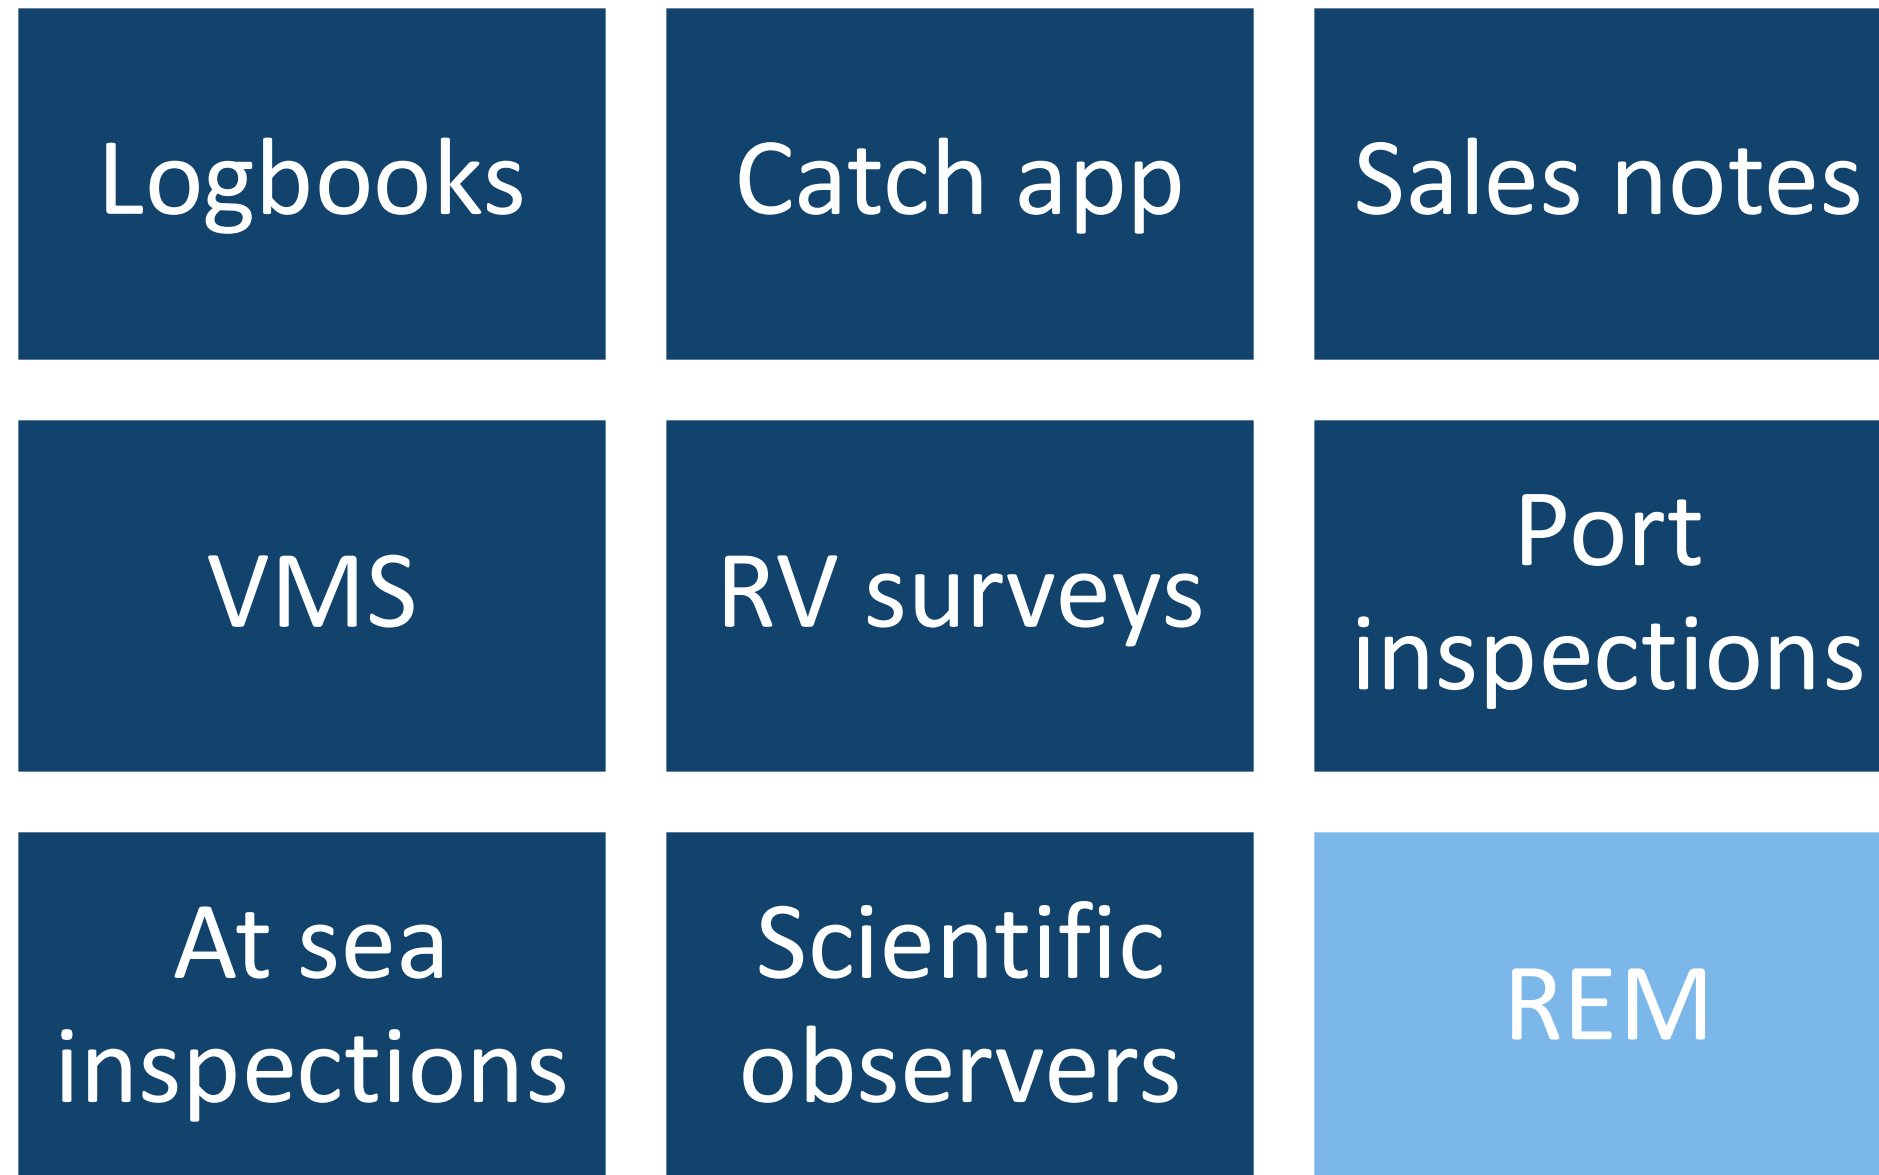 Logbooks
Catch app
Sales notes
VMS
RV surveys
Port
inspections
At sea
inspections
Scientific
observers
REM